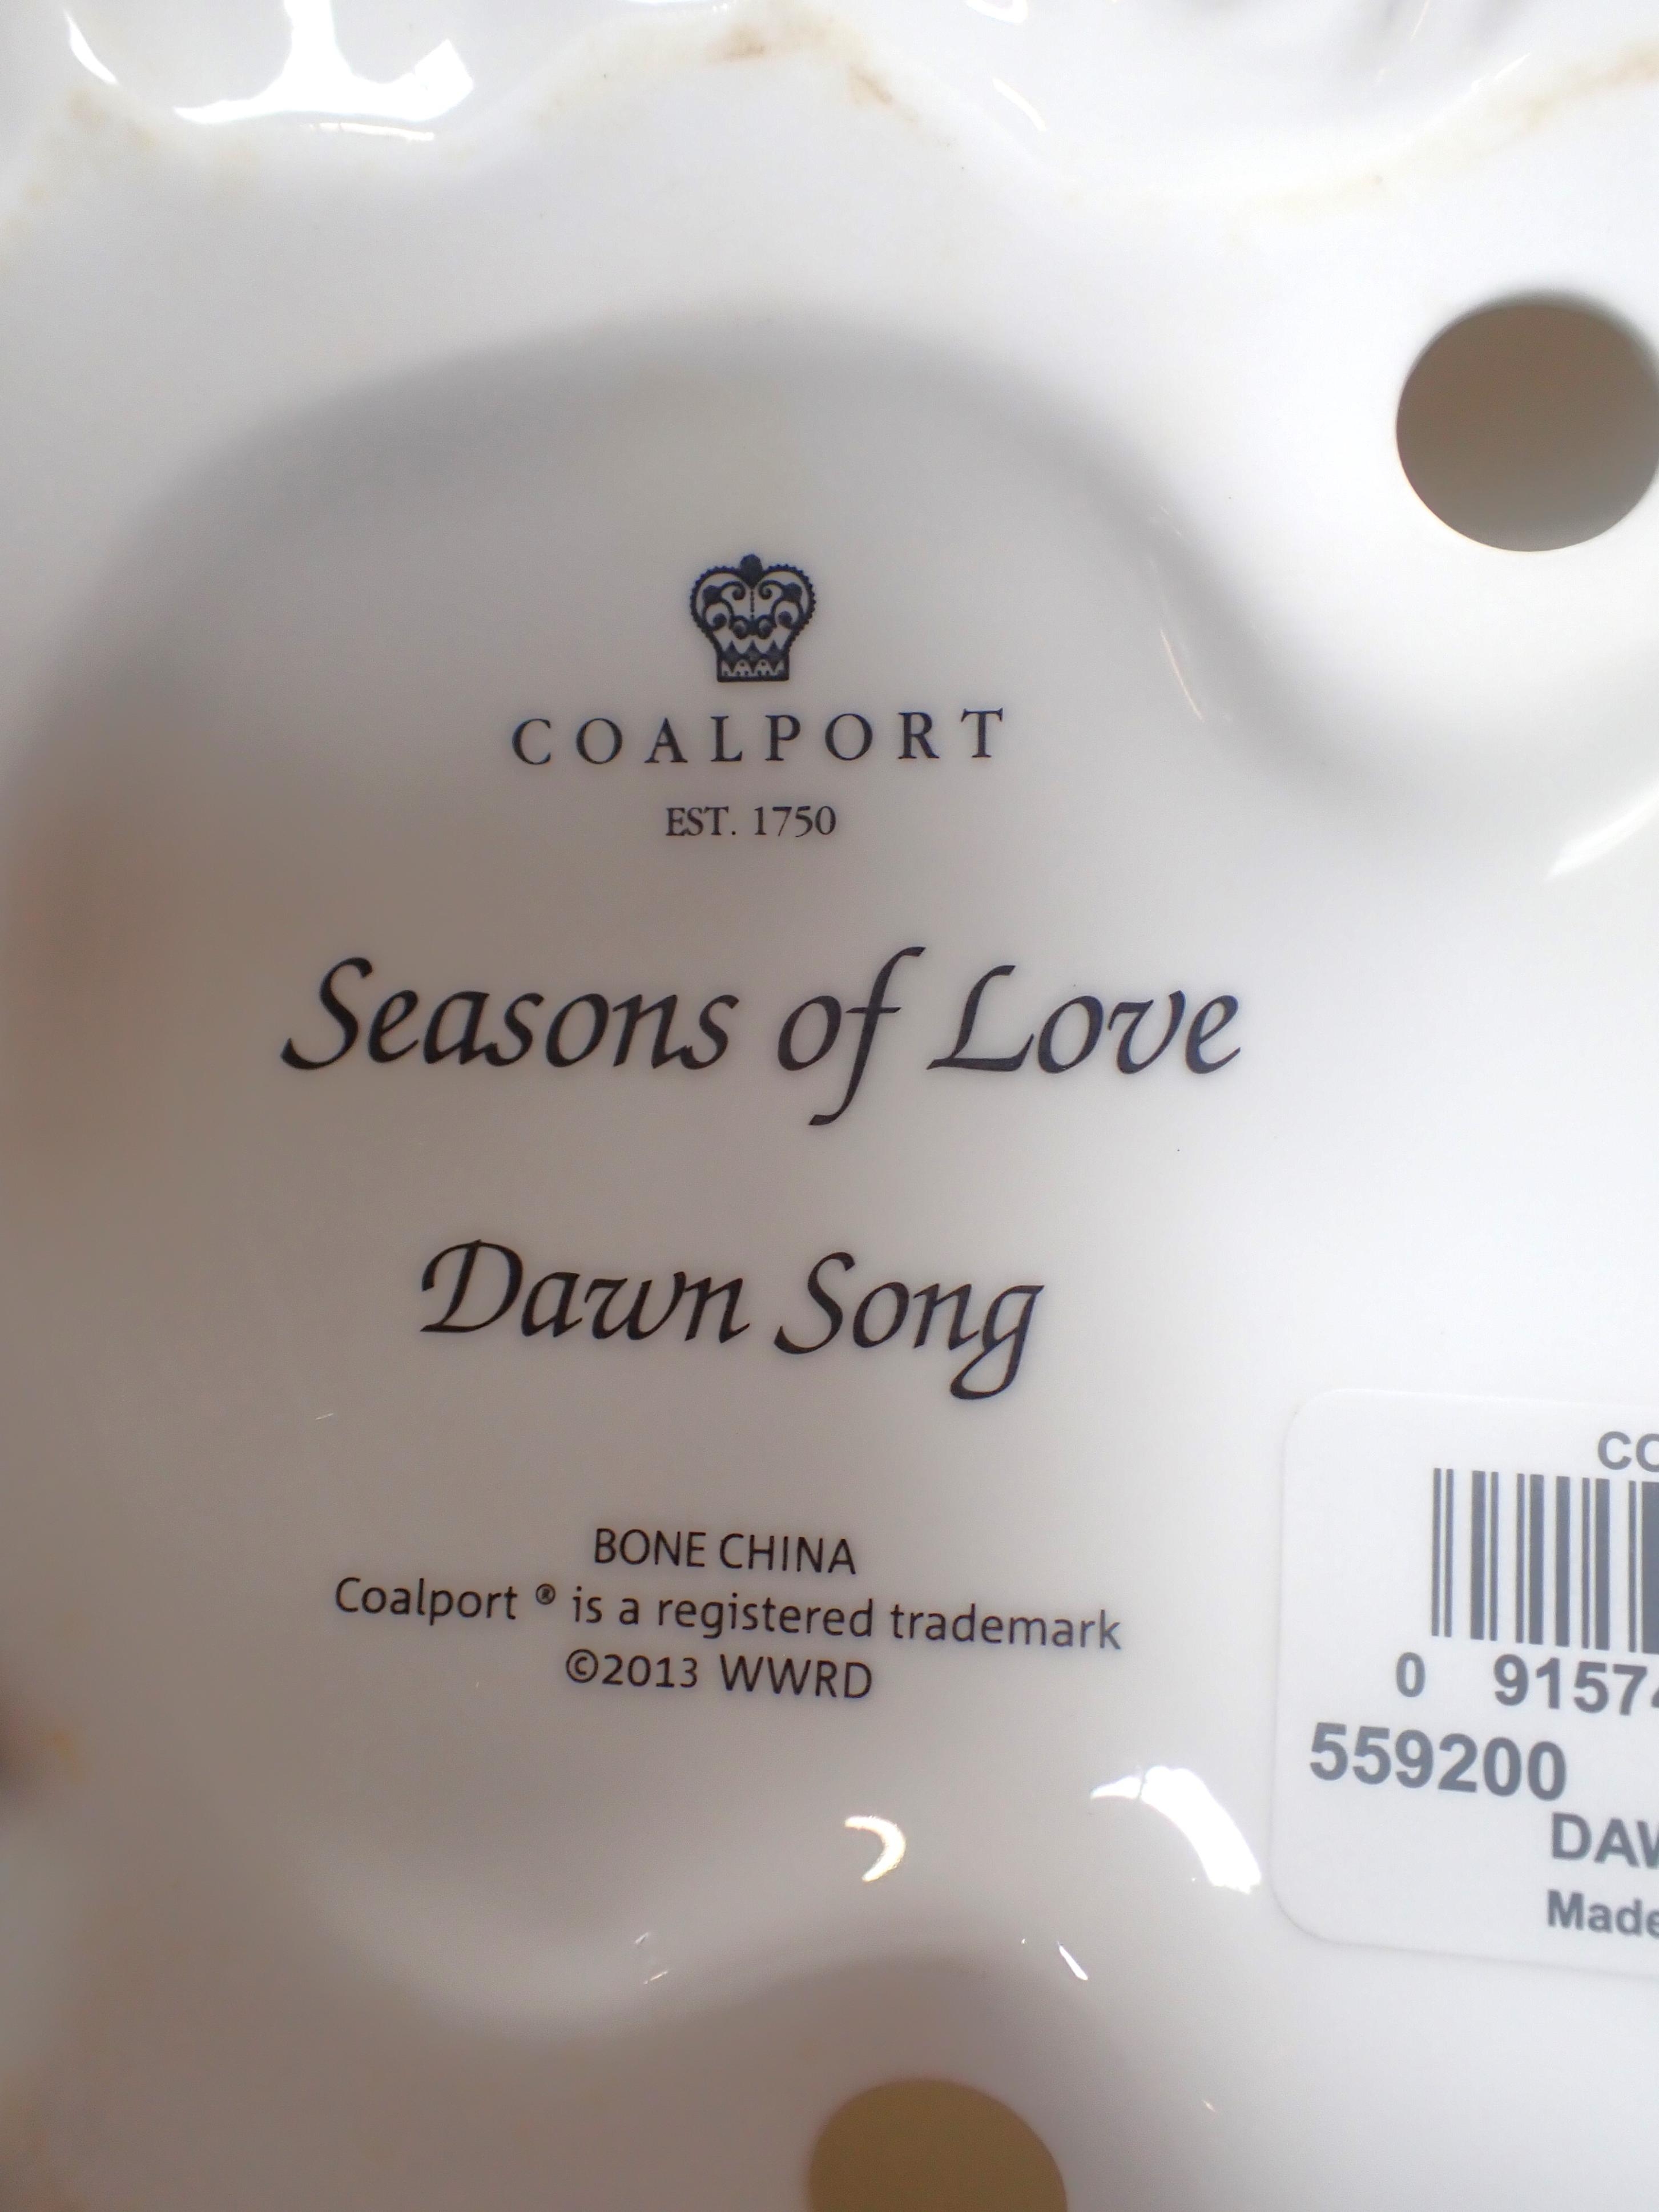 COALPORT
EST. 1750
Seasons of Love
Dawn Song
BONE CHINA
Coalport ® is a registered trademark
©2013 WWRD
CO
0 9157
559200
DAW
Made